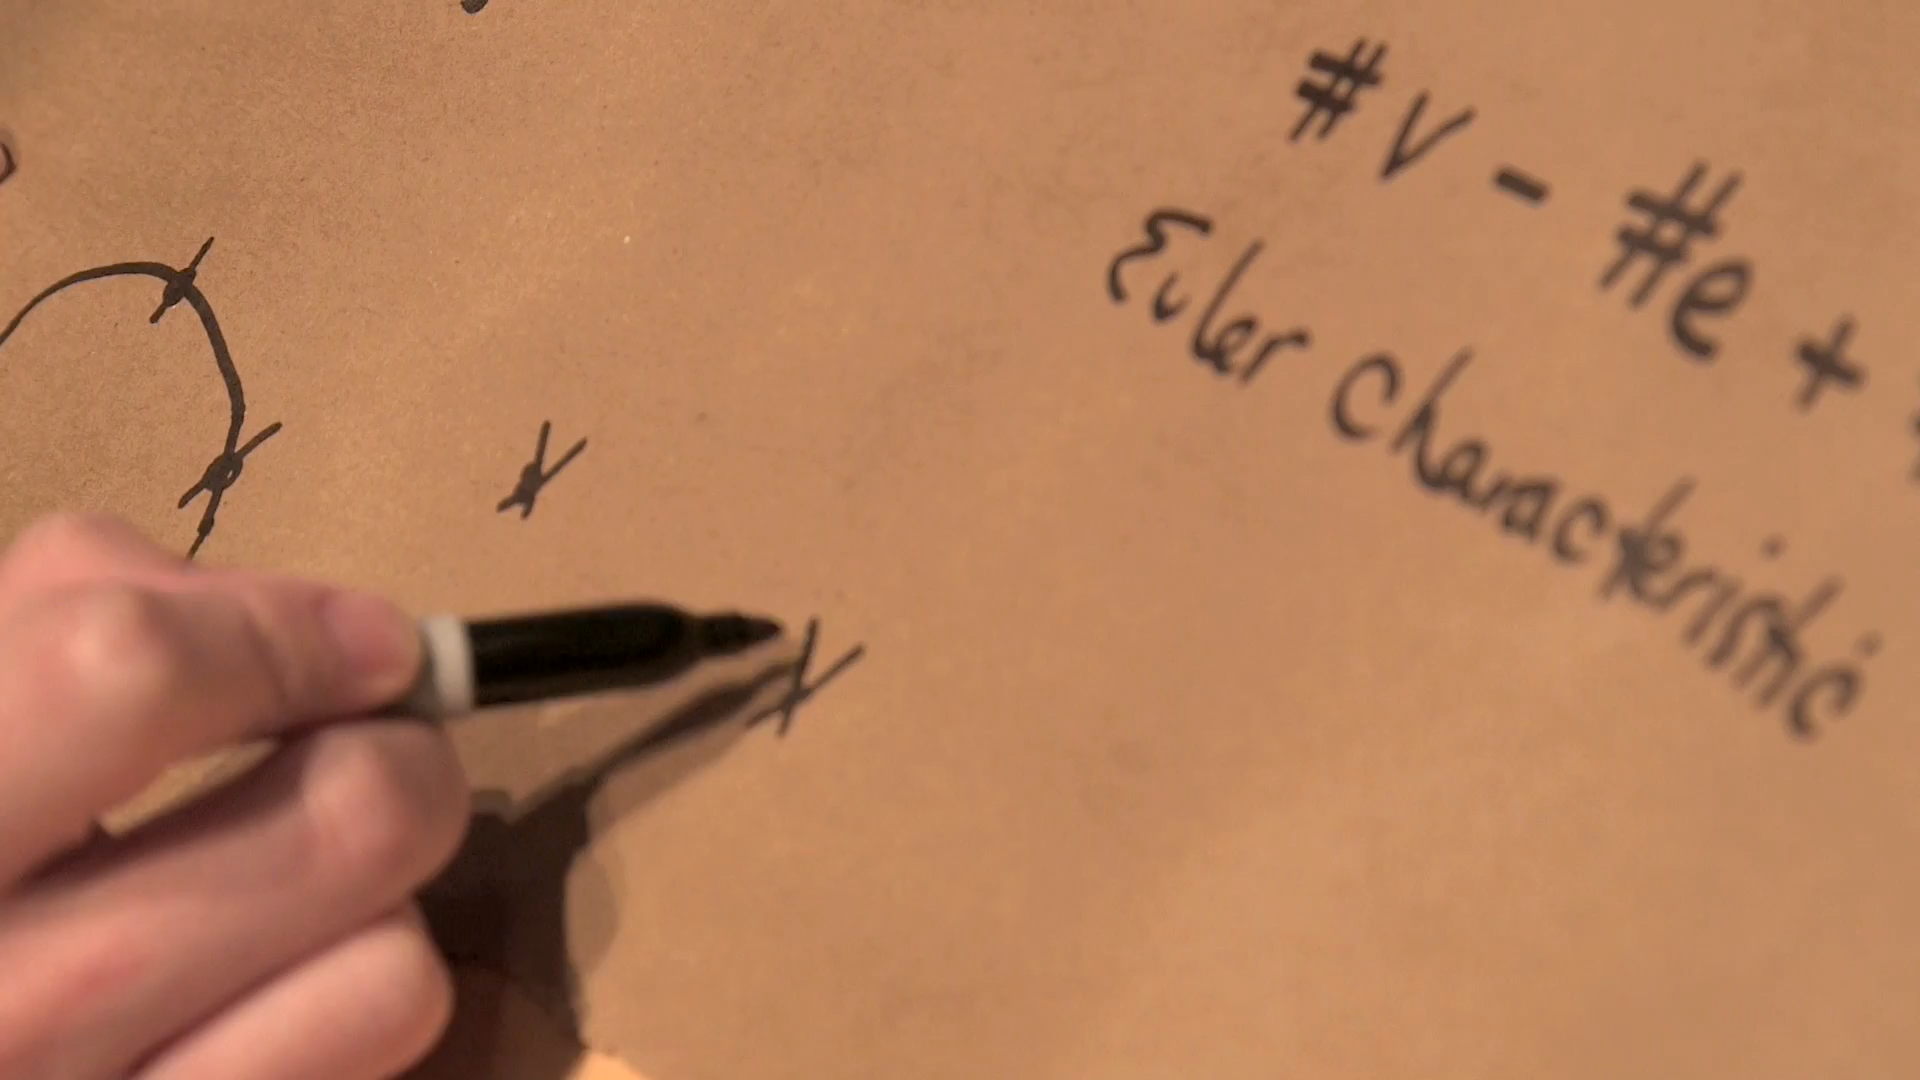 #V - #e +
Euler Characteristic